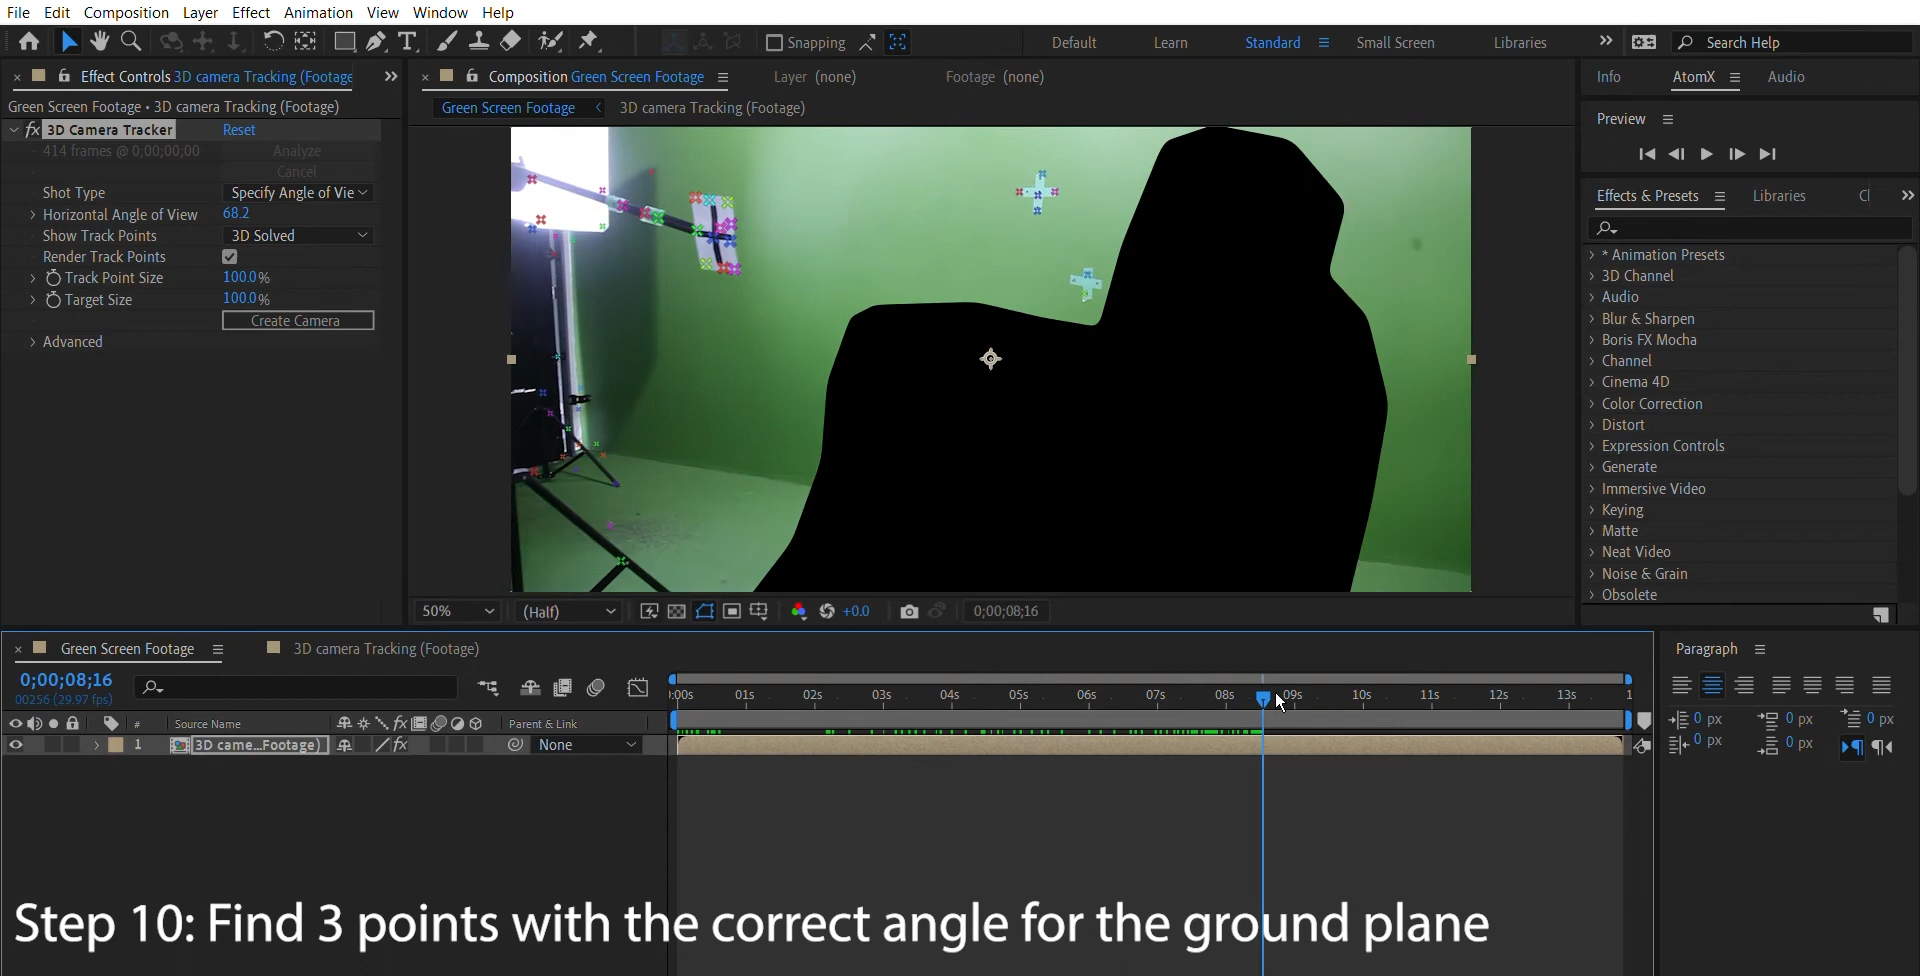 File Edit Composition Layer Effect Animation View Window Help
Snapping Default Learn Standard Small Screen Libraries Search Help
Effect Controls 3D camera Tracking (Footage
Green Screen Footage • 3D camera Tracking (Footage)
fx 3D Camera Tracker Reset
414 frames @ 0;00;00;00 Analyze
Cancel
Shot Type Specify Angle of Vie
Horizontal Angle of View 68.2
Show Track Points 3D Solved
Render Track Points
Track Point Size 100.0%
Target Size 100.0%
Create Camera
Advanced
Composition Green Screen Footage Layer (none) Footage (none)
Green Screen Footage 3D camera Tracking (Footage)
50% (Half) +0.0 0;00;08;16
Info AtomX Audio
Preview
Effects & Presets Libraries Cl
* Animation Presets
3D Channel
Audio
Blur & Sharpen
Boris FX Mocha
Channel
Cinema 4D
Color Correction
Distort
Expression Controls
Generate
Immersive Video
Keying
Matte
Neat Video
Noise & Grain
Obsolete
Green Screen Footage 3D camera Tracking (Footage)
0;00;08;16
00256 (29.97 fps)
# Source Name fx Parent & Link
1 3D came...Footage) fx None
):00s 01s 02s 03s 04s 05s 06s 07s 08s 09s 10s 11s 12s 13s 1
Paragraph
0 px 0 px 0 px
0 px 0 px
Step 10: Find 3 points with the correct angle for the ground plane